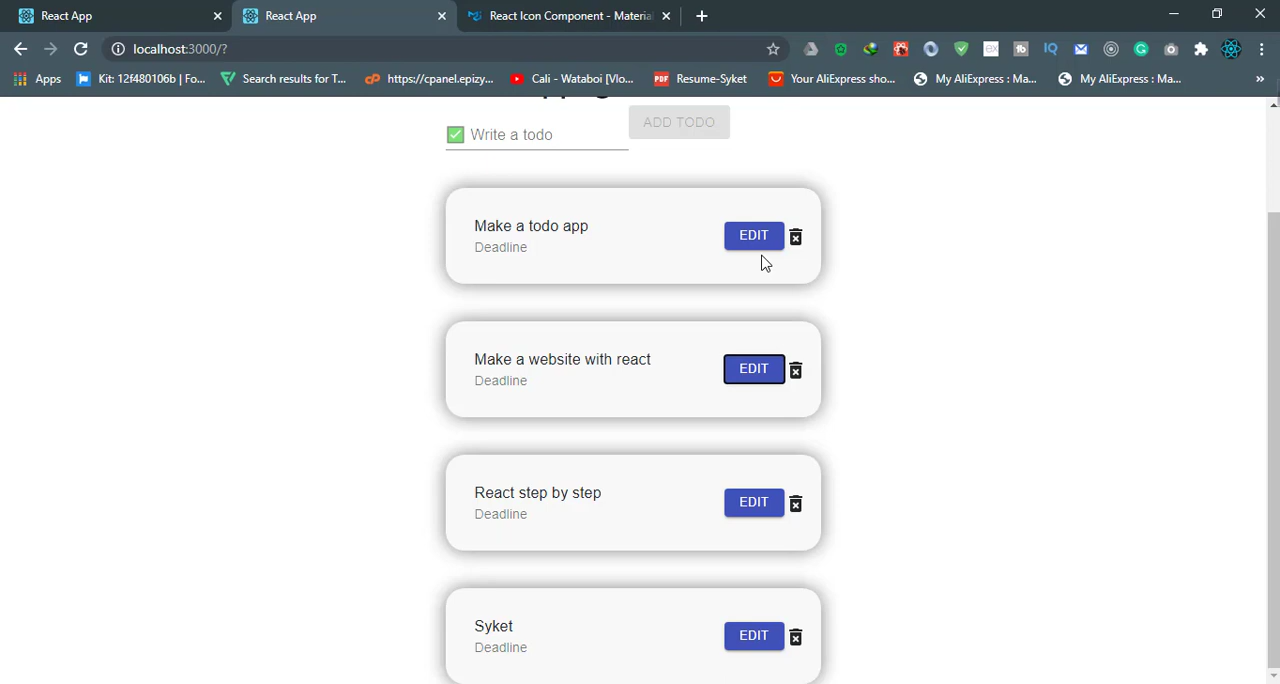 React App
React App
React Icon Component - Materia
localhost:3000/?
Apps
Kit: 12f480106b | Fo...
Search results for T...
https://cpanel.epizy...
Cali - Wataboi [Vlo...
PDF
Resume-Syket
Your AliExpress sho...
My AliExpress : Ma...
My AliExpress : Ma...
Write a todo
ADD TODO
Make a todo app
Deadline
EDIT
Make a website with react
Deadline
EDIT
React step by step
Deadline
EDIT
Syket
Deadline
EDIT